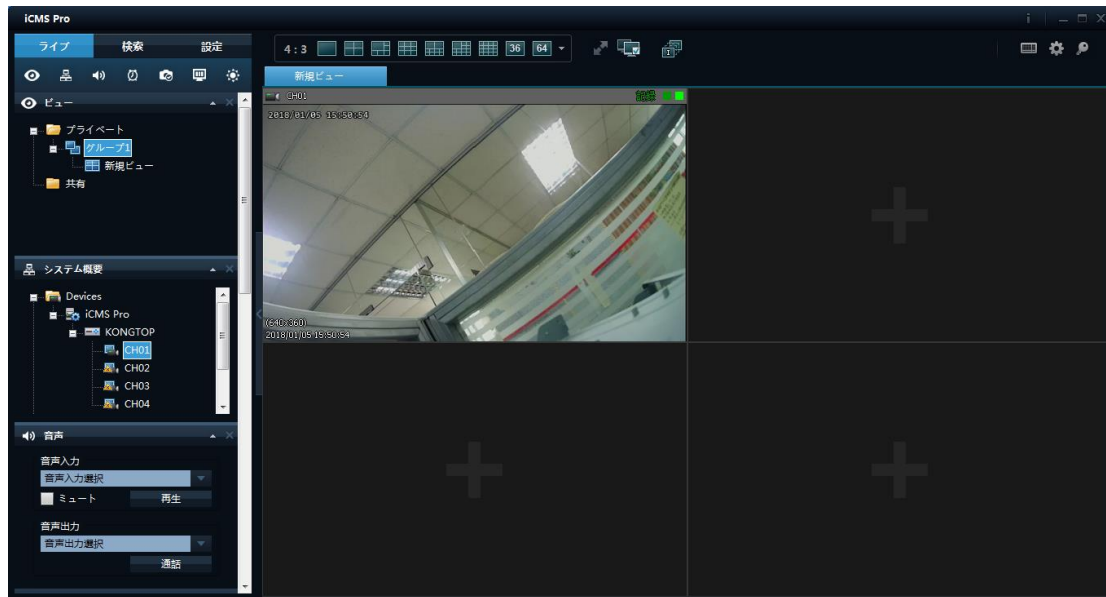 iCMS Pro
ライブ 検索 設定
4 : 3 36 64
ビュー
新規ビュー
プライベート
グループ1
新規ビュー
共有
CH01
2018/01/05 15:50:54
(640x360)
2018/01/05 15:50:54
システム概要
Devices
iCMS Pro
KONGTOP
CH01
CH02
CH03
CH04
音声
音声入力
音声入力選択
ミュート 再生
音声出力
音声出力選択
通話